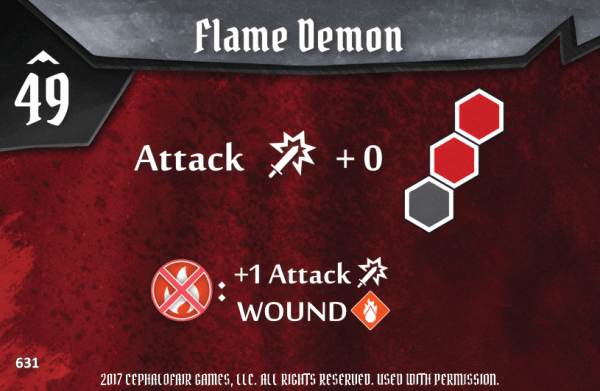 Flame Demon
49
Attack + 0
: +1 Attack
WOUND
631
2017 CEPHALOFAIR GAMES, LLC. ALL RIGHTS RESERVED. USED WITH PERMISSION.